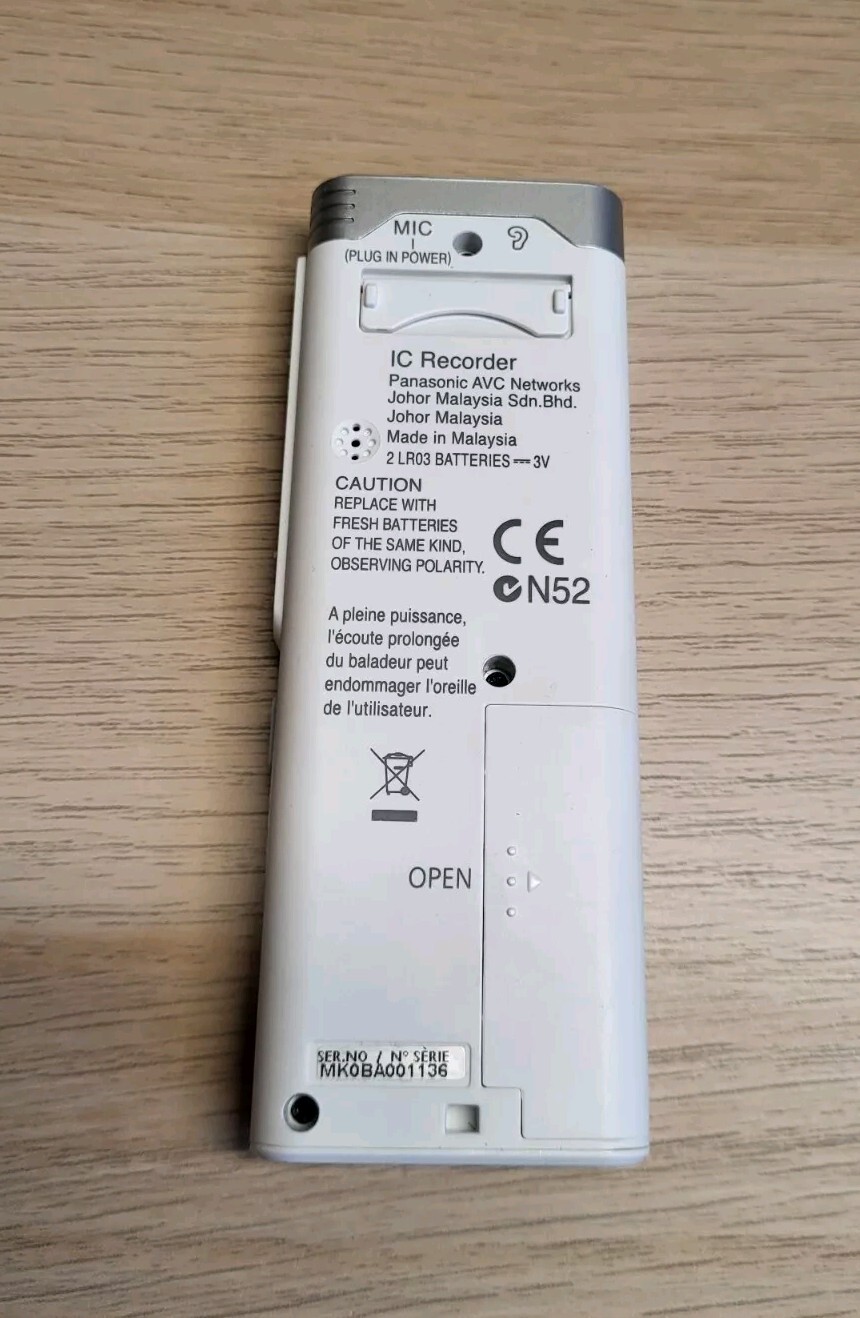 MIC
(PLUG IN POWER)
IC Recorder
Panasonic AVC Networks
Johor Malaysia Sdn.Bhd.
Johor Malaysia
Made in Malaysia
2 LR03 BATTERIES ⎓ 3V
CAUTION
REPLACE WITH
FRESH BATTERIES
OF THE SAME KIND,
OBSERVING POLARITY.
CE
N52
A pleine puissance,
l'écoute prolongée
du baladeur peut
endommager l'oreille
de l'utilisateur.
OPEN
SER.NO / N° SÈRIE
MK0BA001136